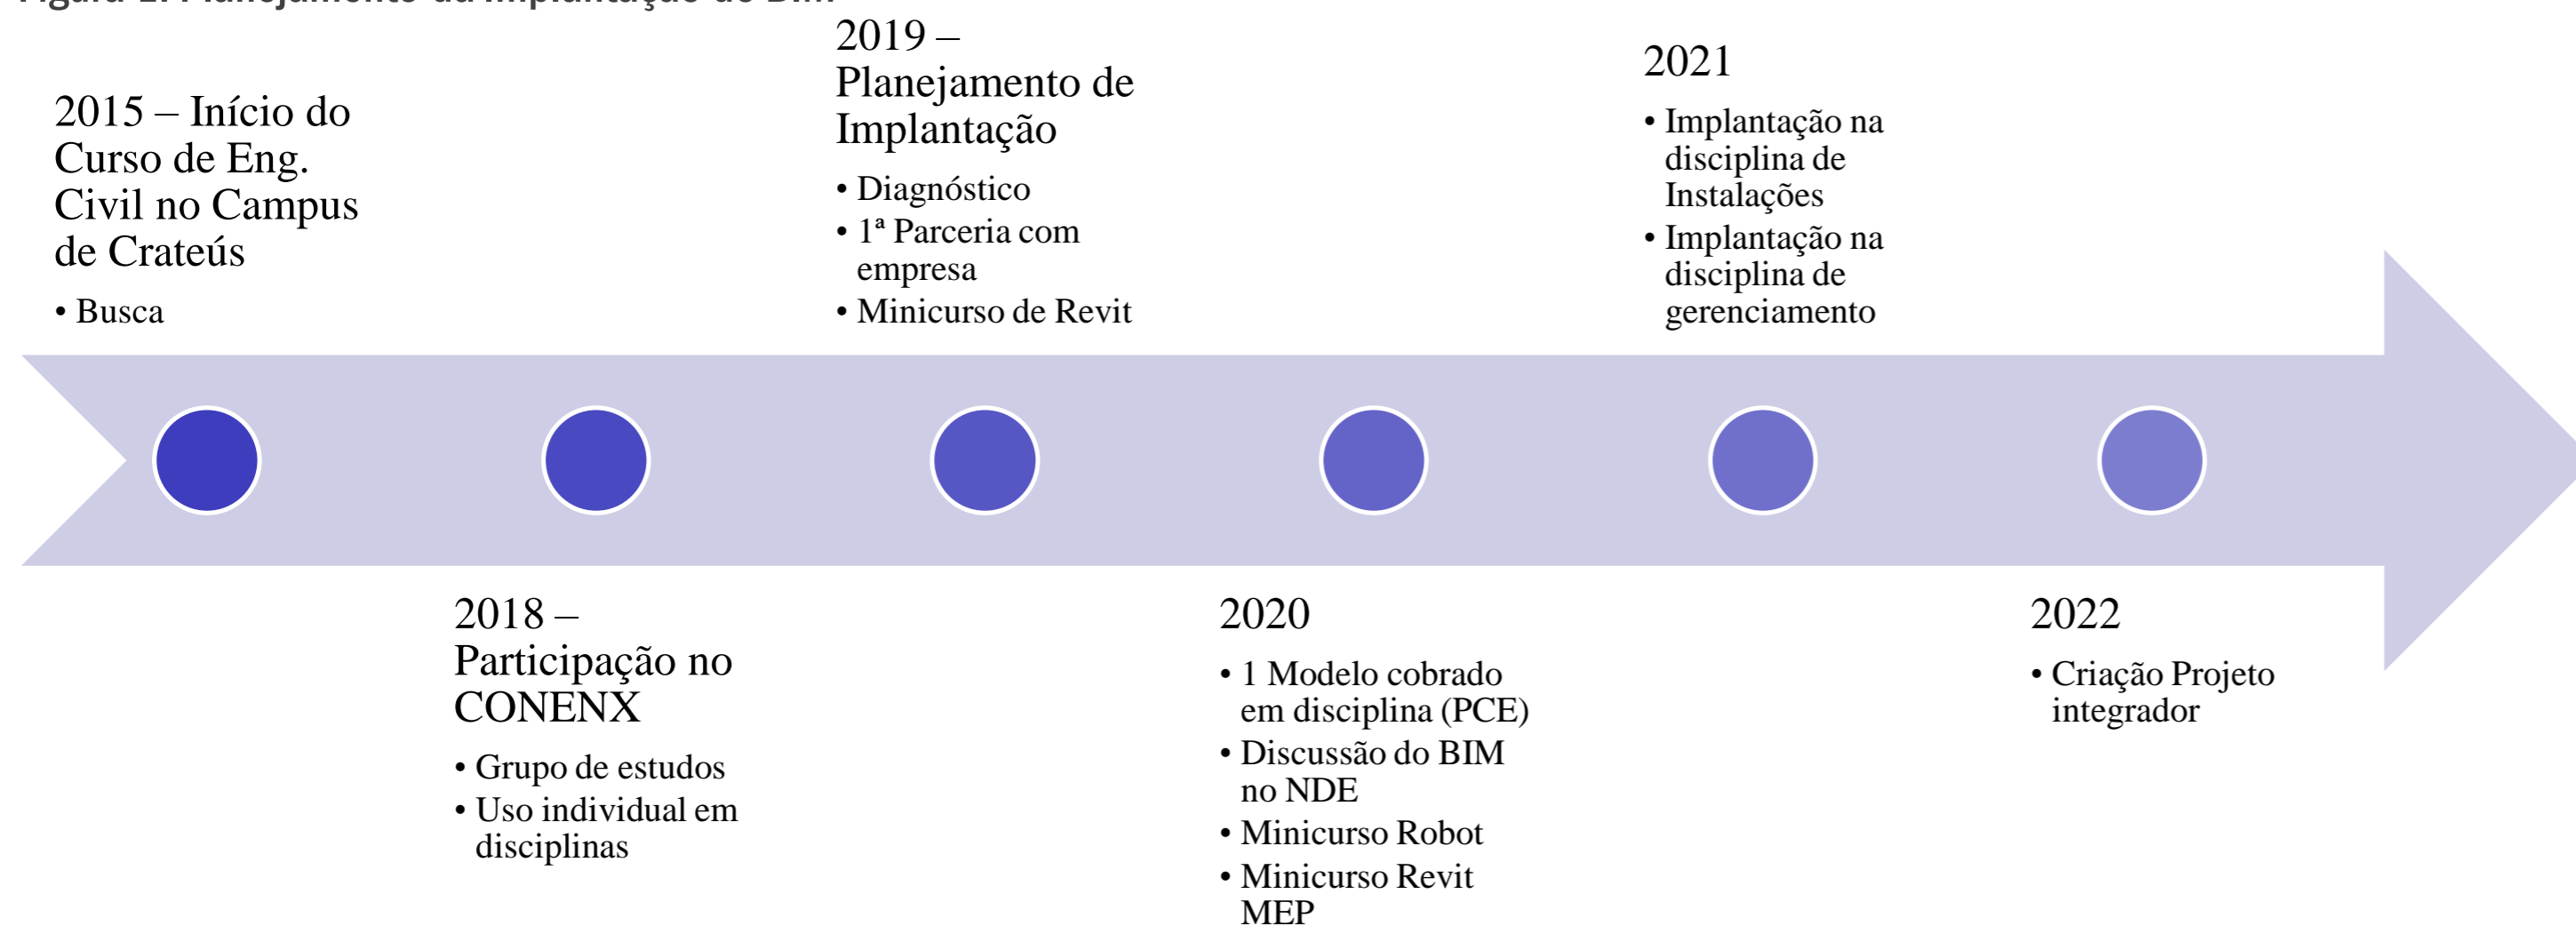 2015 – Início do
Curso de Eng.
Civil no Campus
de Crateús
• Busca
2018 –
Participação no
CONENX
• Grupo de estudos
• Uso individual em
disciplinas
2019 –
Planejamento de
Implantação
• Diagnóstico
• 1ª Parceria com
empresa
• Minicurso de Revit
2020
• 1 Modelo cobrado
em disciplina (PCE)
• Discussão do BIM
no NDE
• Minicurso Robot
• Minicurso Revit
MEP
2021
• Implantação na
disciplina de
Instalações
• Implantação na
disciplina de
gerenciamento
2022
• Criação Projeto
integrador